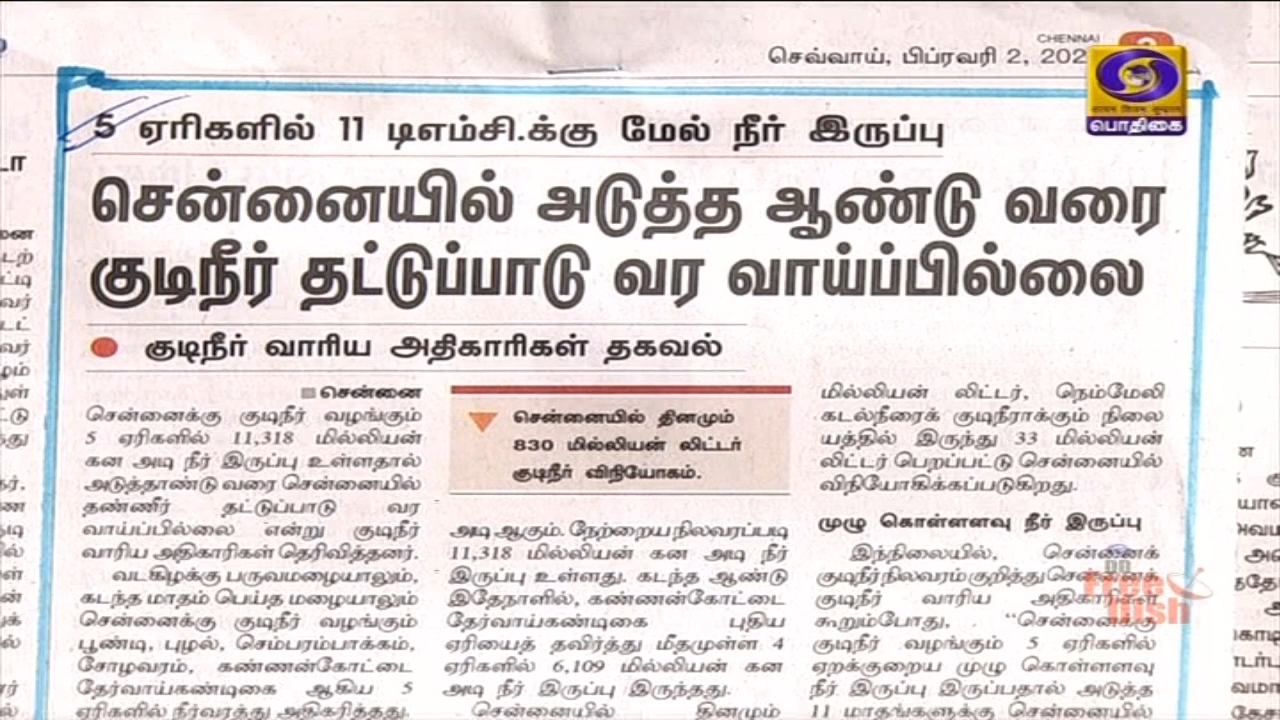 CHENNAI
செவ்வாய், பிப்ரவரி 2, 202
பொதிகை
5 ஏரிகளில் 11 டிஎம்சி.க்கு மேல் நீர் இருப்பு
சென்னையில் அடுத்த ஆண்டு வரை
குடிநீர் தட்டுப்பாடு வர வாய்ப்பில்லை
குடிநீர் வாரிய அதிகாரிகள் தகவல்
சென்னை
சென்னைக்கு குடிநீர் வழங்கும்
5 ஏரிகளில் 11,318 மில்லியன்
கன அடி நீர் இருப்பு உள்ளதால்
அடுத்தாண்டு வரை சென்னையில்
தண்ணீர் தட்டுப்பாடு வர
வாய்ப்பில்லை என்று குடிநீர்
வாரிய அதிகாரிகள் தெரிவித்தனர்.
வடகிழக்கு பருவமழையாலும்,
கடந்த மாதம் பெய்த மழையாலும்
சென்னைக்கு குடிநீர் வழங்கும்
பூண்டி, புழல், செம்பரம்பாக்கம்,
சோழவரம், கண்ணன்கோட்டை
தேர்வாய்கண்டிகை ஆகிய 5
ஏரிகளில் நீர்வரத்து அதிகரித்தது.
சென்னையில் தினமும்
830 மில்லியன் லிட்டர்
குடிநீர் விநியோகம்.
அடி ஆகும். நேற்றைய நிலவரப்படி
11,318 மில்லியன் கன அடி நீர்
இருப்பு உள்ளது. கடந்த ஆண்டு
இதேநாளில், கண்ணன்கோட்டை
தேர்வாய்கண்டிகை புதிய
ஏரியைத் தவிர்த்து மீதமுள்ள 4
ஏரிகளில் 6,109 மில்லியன் கன
அடி நீர் இருப்பு இருந்தது.
சென்னையில் தினமும்
மில்லியன் லிட்டர், நெம்மேலி
கடல்நீரைக் குடிநீராக்கும் நிலை
யத்தில் இருந்து 33 மில்லியன்
லிட்டர் பெறப்பட்டு சென்னையில்
விநியோகிக்கப்படுகிறது.
முழு கொள்ளளவு நீர் இருப்பு
இந்நிலையில், சென்னைக்
குடிநீர் நிலவரம் குறித்து சென்னைக்
குடிநீர் வாரிய அதிகாரிகள்
கூறும்போது, "சென்னைக்கு
குடிநீர் வழங்கும் 5 ஏரிகளில்
ஏறக்குறைய முழு கொள்ளளவு
நீர் இருப்பு இருப்பதால் அடுத்த
11 மாதங்களுக்கு சென்னையில்
DD
free
Dish